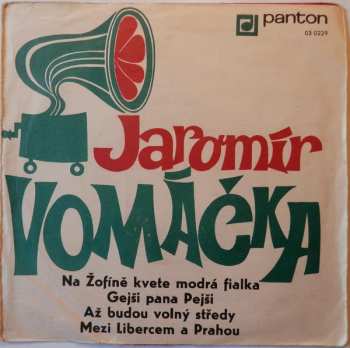 panton
03 0229
Jaromír
VOMÁČKA
Na Žofíně kvete modrá fialka
Gejši pana Pejši
Až budou volný středy
Mezi Libercem a Prahou